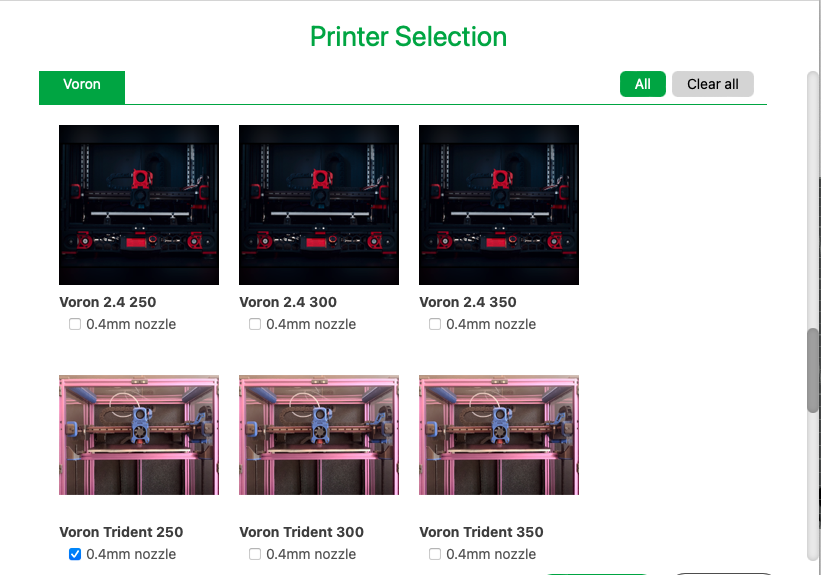 Printer Selection
Voron
All
Clear all
Voron 2.4 250
Voron 2.4 300
Voron 2.4 350
0.4mm nozzle
0.4mm nozzle
0.4mm nozzle
Voron Trident 250
Voron Trident 300
Voron Trident 350
0.4mm nozzle
0.4mm nozzle
0.4mm nozzle